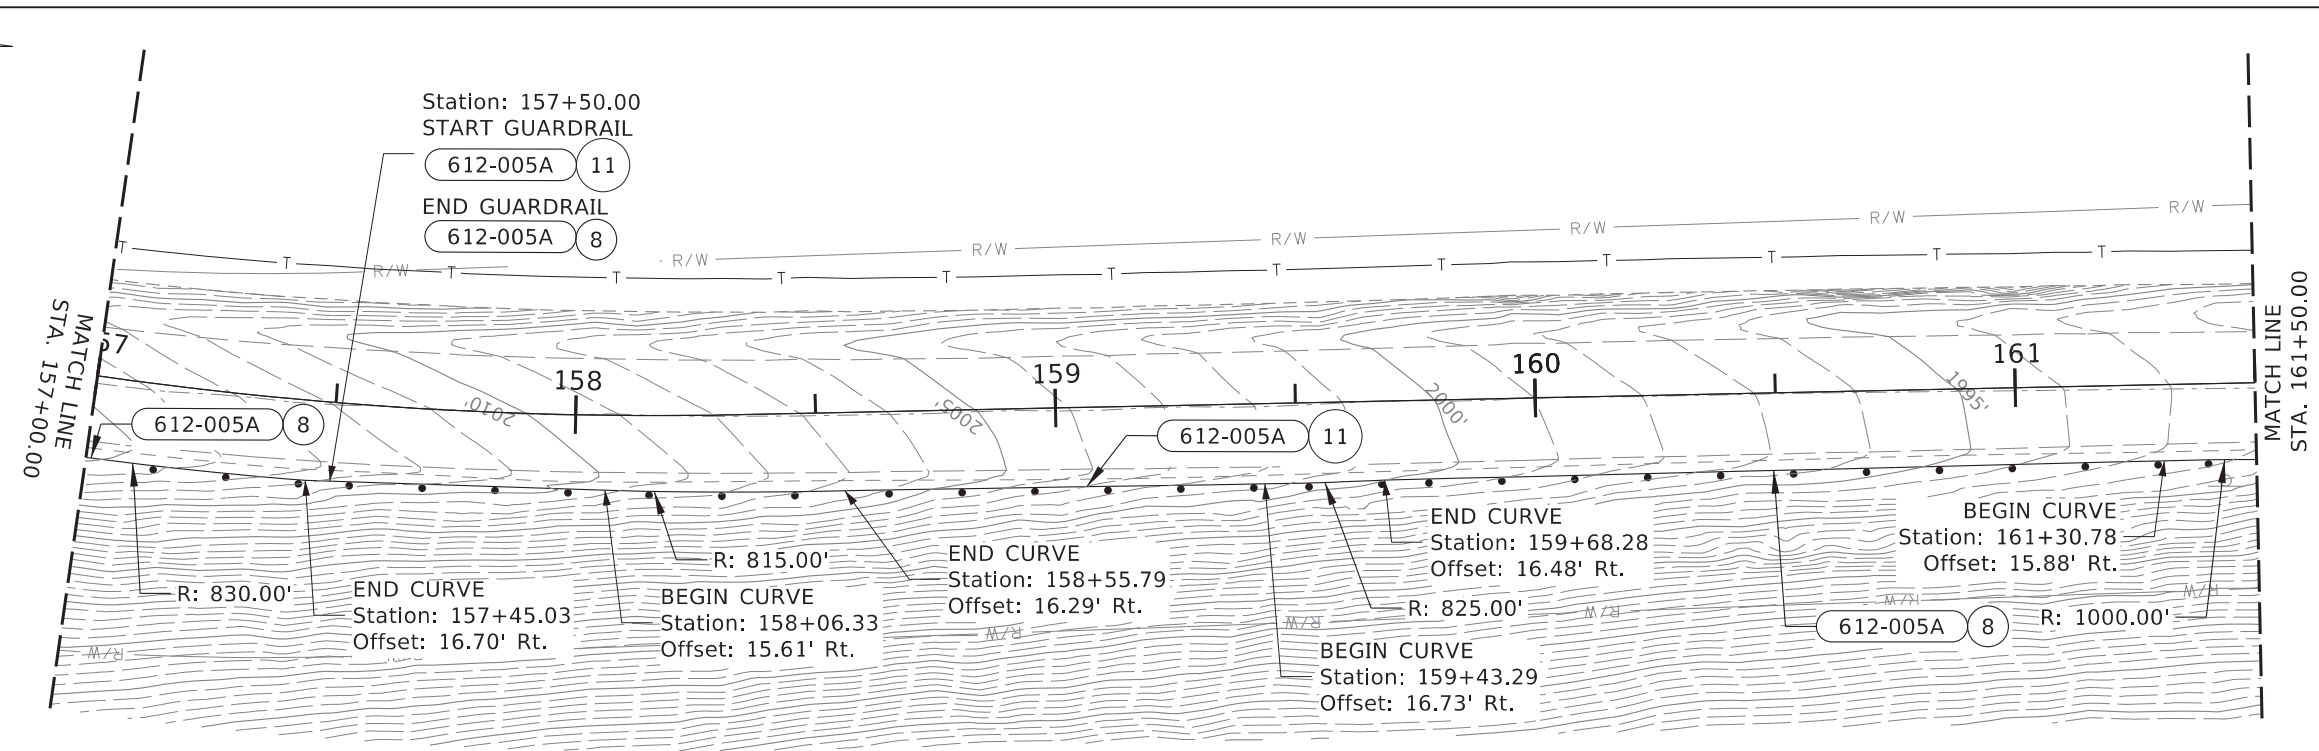 Station: 157+50.00
START GUARDRAIL
612-005A 11
END GUARDRAIL
612-005A 8
R/W R/W R/W R/W R/W R/W R/W
T T T T T T T T T T T T T
MATCH LINE
STA. 157+00.00
57
158
159
160
161
MATCH LINE
STA. 161+50.00
2010'
2005'
2000'
1995'
612-005A 8
612-005A 11
R: 830.00'
END CURVE
Station: 157+45.03
Offset: 16.70' Rt.
BEGIN CURVE
Station: 158+06.33
Offset: 15.61' Rt.
R: 815.00'
END CURVE
Station: 158+55.79
Offset: 16.29' Rt.
BEGIN CURVE
Station: 159+43.29
Offset: 16.73' Rt.
R: 825.00'
END CURVE
Station: 159+68.28
Offset: 16.48' Rt.
612-005A 8
BEGIN CURVE
Station: 161+30.78
Offset: 15.88' Rt.
R: 1000.00'
R/W R/W R/W R/W R/W R/W